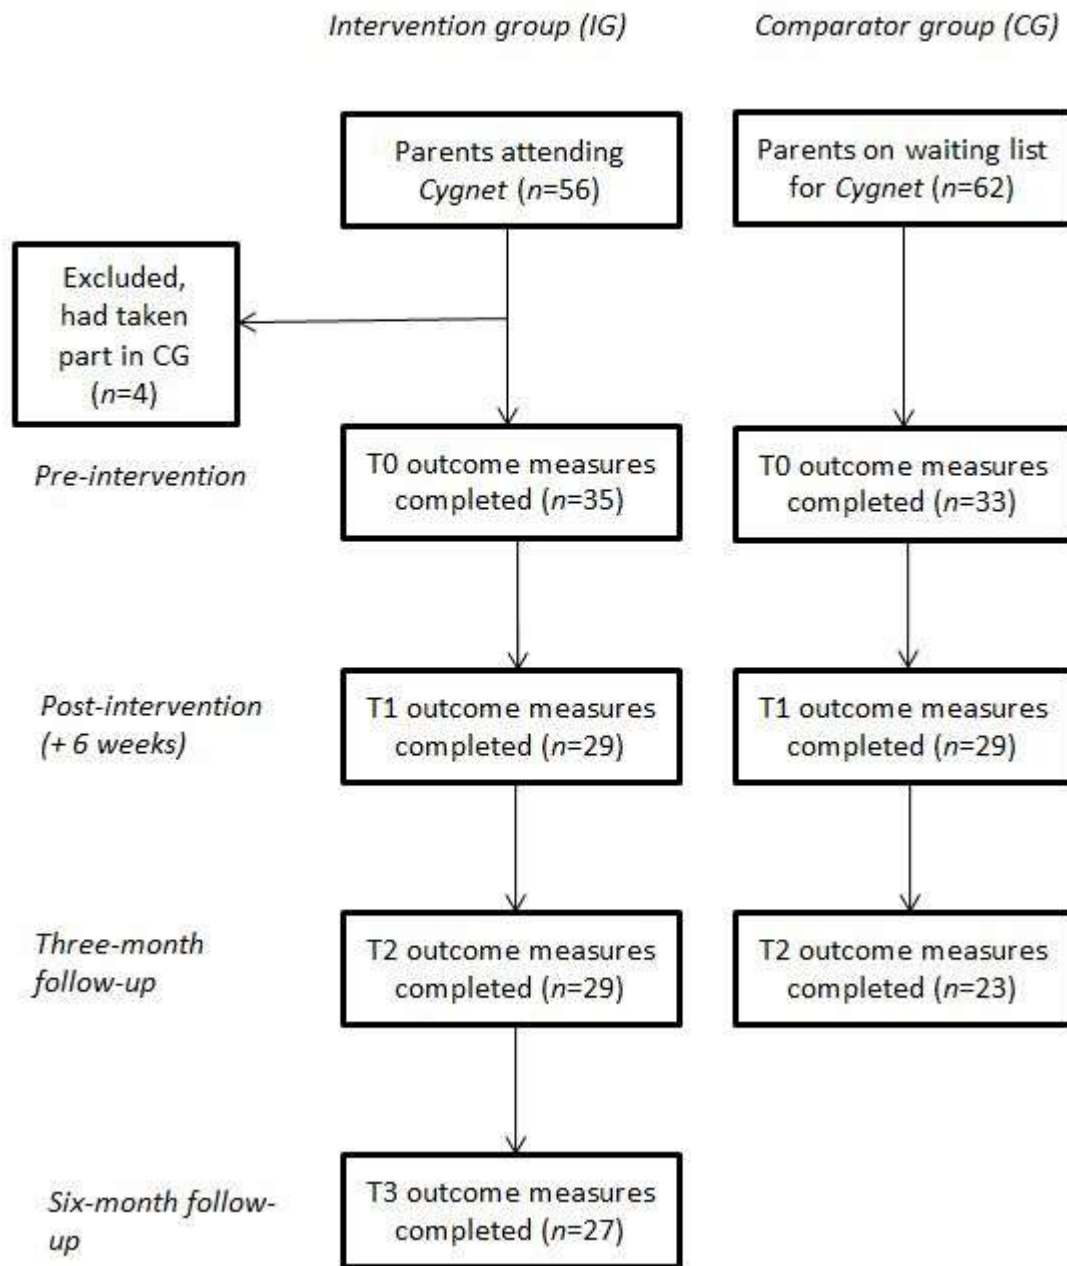 Intervention group (IG)
Comparator group (CG)
Parents attending
Cygnet (n=56)
Parents on waiting list
for Cygnet (n=62)
Excluded,
had taken
part in CG
(n=4)
Pre-intervention
T0 outcome measures
completed (n=35)
T0 outcome measures
completed (n=33)
Post-intervention
(+ 6 weeks)
T1 outcome measures
completed (n=29)
T1 outcome measures
completed (n=29)
Three-month
follow-up
T2 outcome measures
completed (n=29)
T2 outcome measures
completed (n=23)
Six-month follow-
up
T3 outcome measures
completed (n=27)